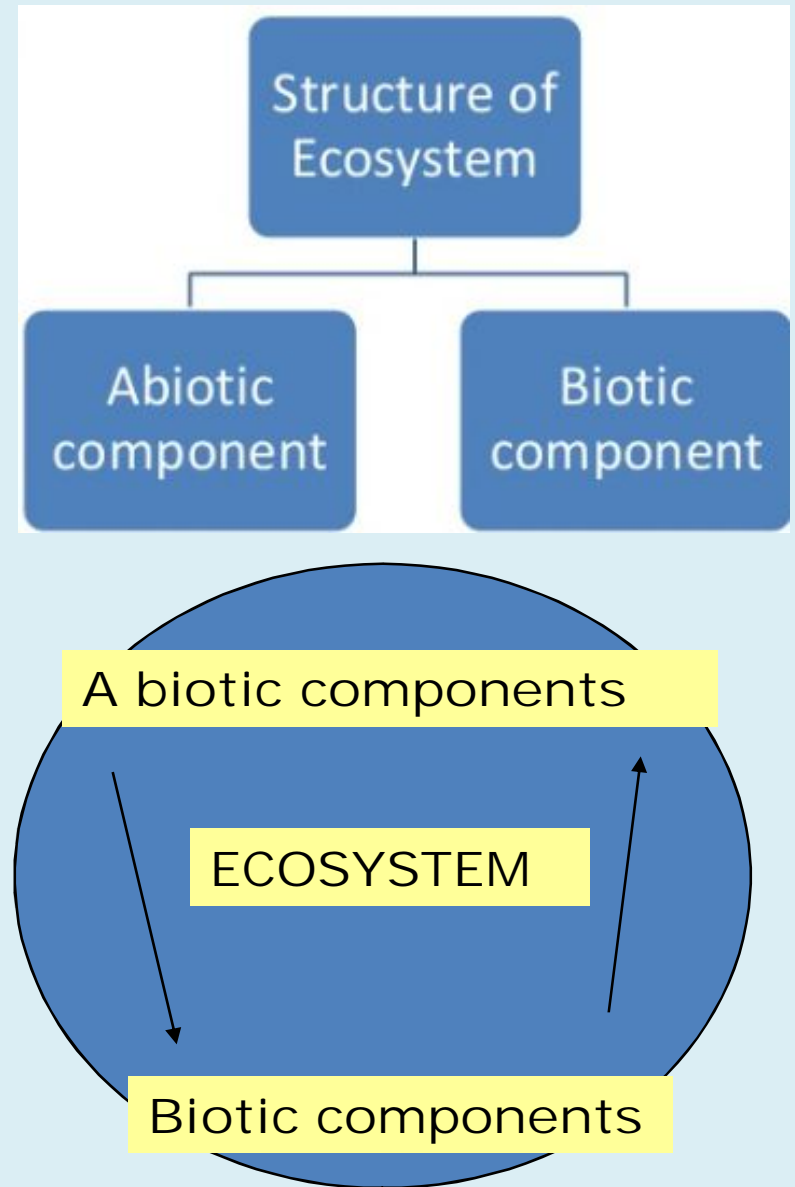 Structure of
Ecosystem
Abiotic
component
Biotic
component
A biotic components
ECOSYSTEM
Biotic components